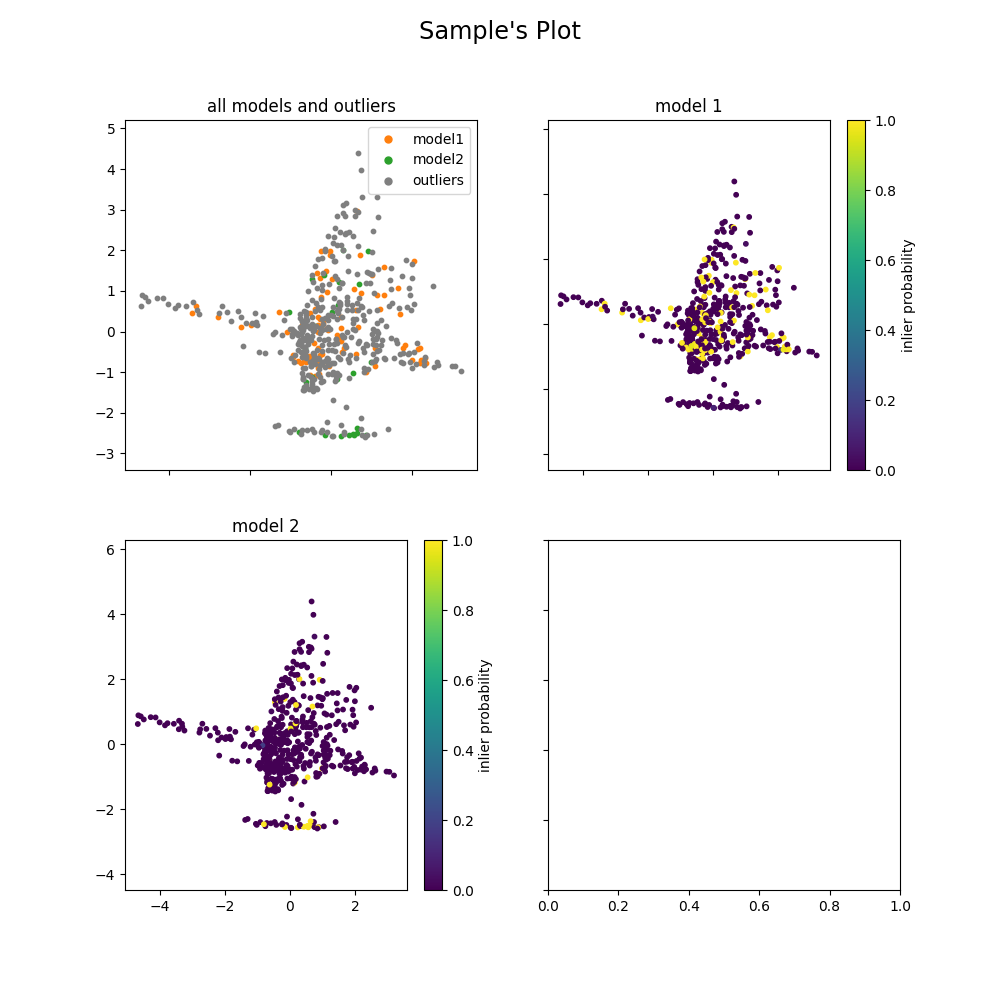 Sample's Plot
all models and outliers
5
4
3
2
1
0
−1
−2
−3
model1
model2
outliers
model 1
1.0
0.8
0.6
0.4
0.2
0.0
inlier probability
model 2
6
4
2
0
−2
−4
−4 −2 0 2
1.0
0.8
0.6
0.4
0.2
0.0
inlier probability
0.0 0.2 0.4 0.6 0.8 1.0